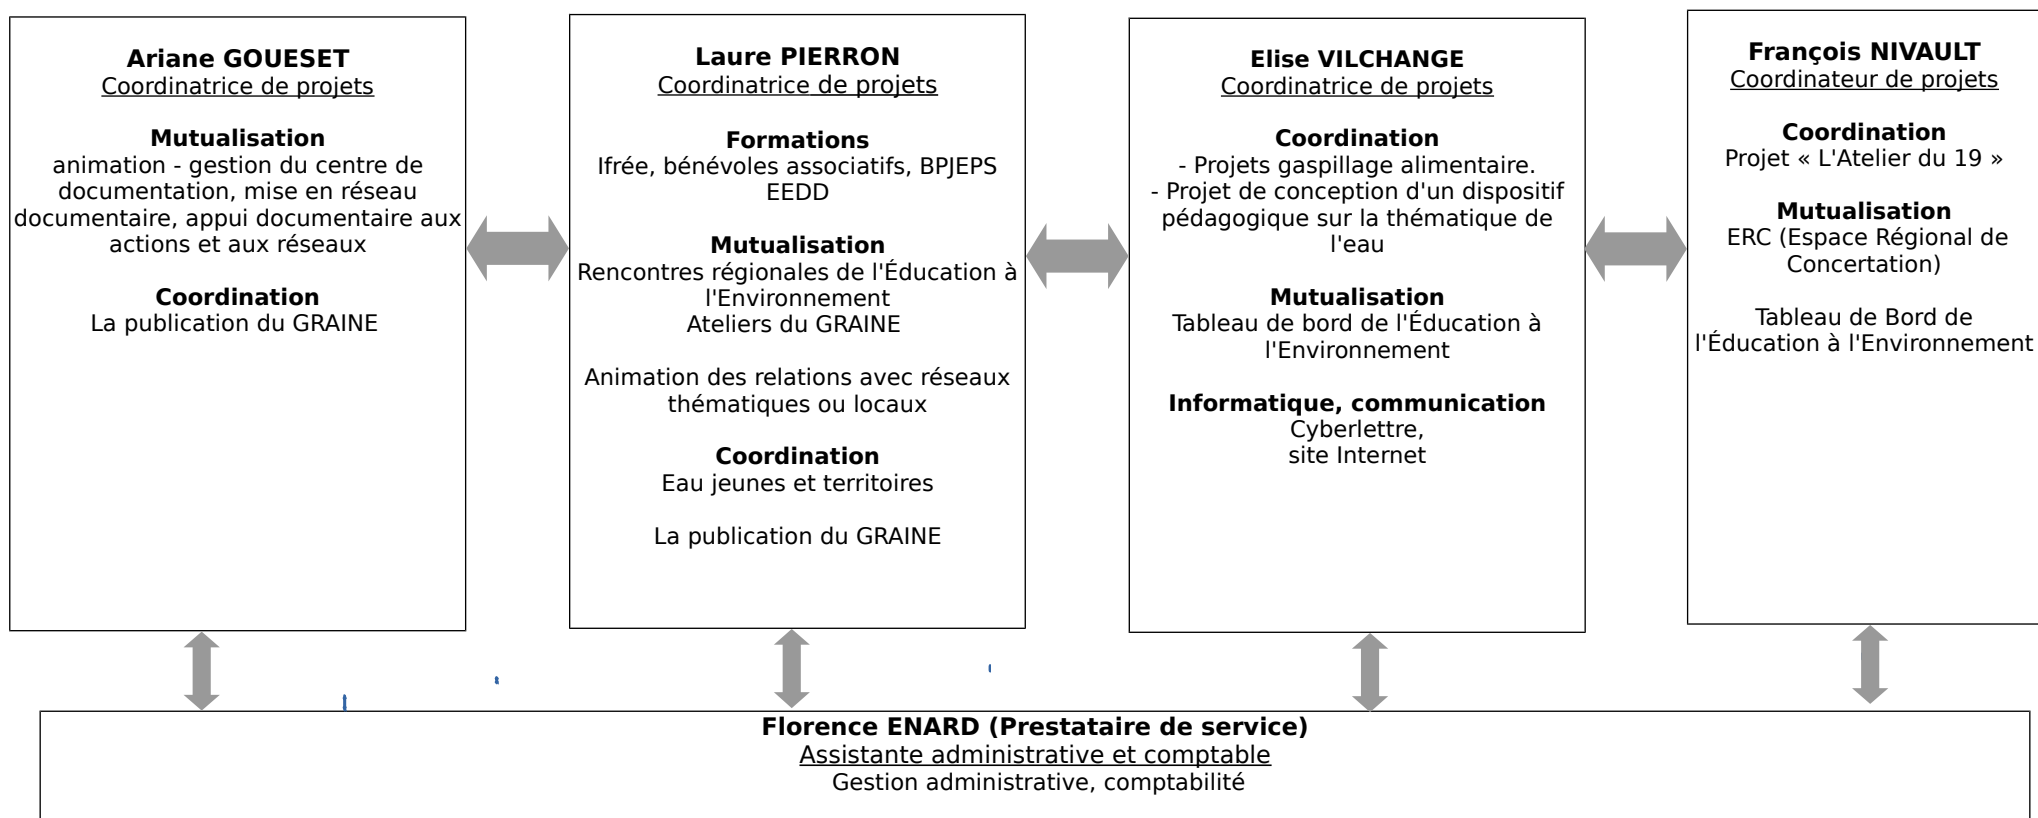 Ariane GOUESET
Coordinatrice de projets
Mutualisation
animation - gestion du centre de
documentation, mise en réseau
documentaire, appui documentaire aux
actions et aux réseaux
Coordination
La publication du GRAINE
Laure PIERRON
Coordinatrice de projets
Formations
Ifrée, bénévoles associatifs, BPJEPS
EEDD
Mutualisation
Rencontres régionales de l'Éducation à
l'Environnement
Ateliers du GRAINE
Animation des relations avec réseaux
thématiques ou locaux
Coordination
Eau jeunes et territoires
La publication du GRAINE
Elise VILCHANGE
Coordinatrice de projets
Coordination
- Projets gaspillage alimentaire.
- Projet de conception d'un dispositif
pédagogique sur la thématique de
l'eau
Mutualisation
Tableau de bord de l'Éducation à
l'Environnement
Informatique, communication
Cyberlettre,
site Internet
François NIVAULT
Coordinateur de projets
Coordination
Projet « L'Atelier du 19 »
Mutualisation
ERC (Espace Régional de
Concertation)
Tableau de Bord de
l'Éducation à l'Environnement
Florence ENARD (Prestataire de service)
Assistante administrative et comptable
Gestion administrative, comptabilité